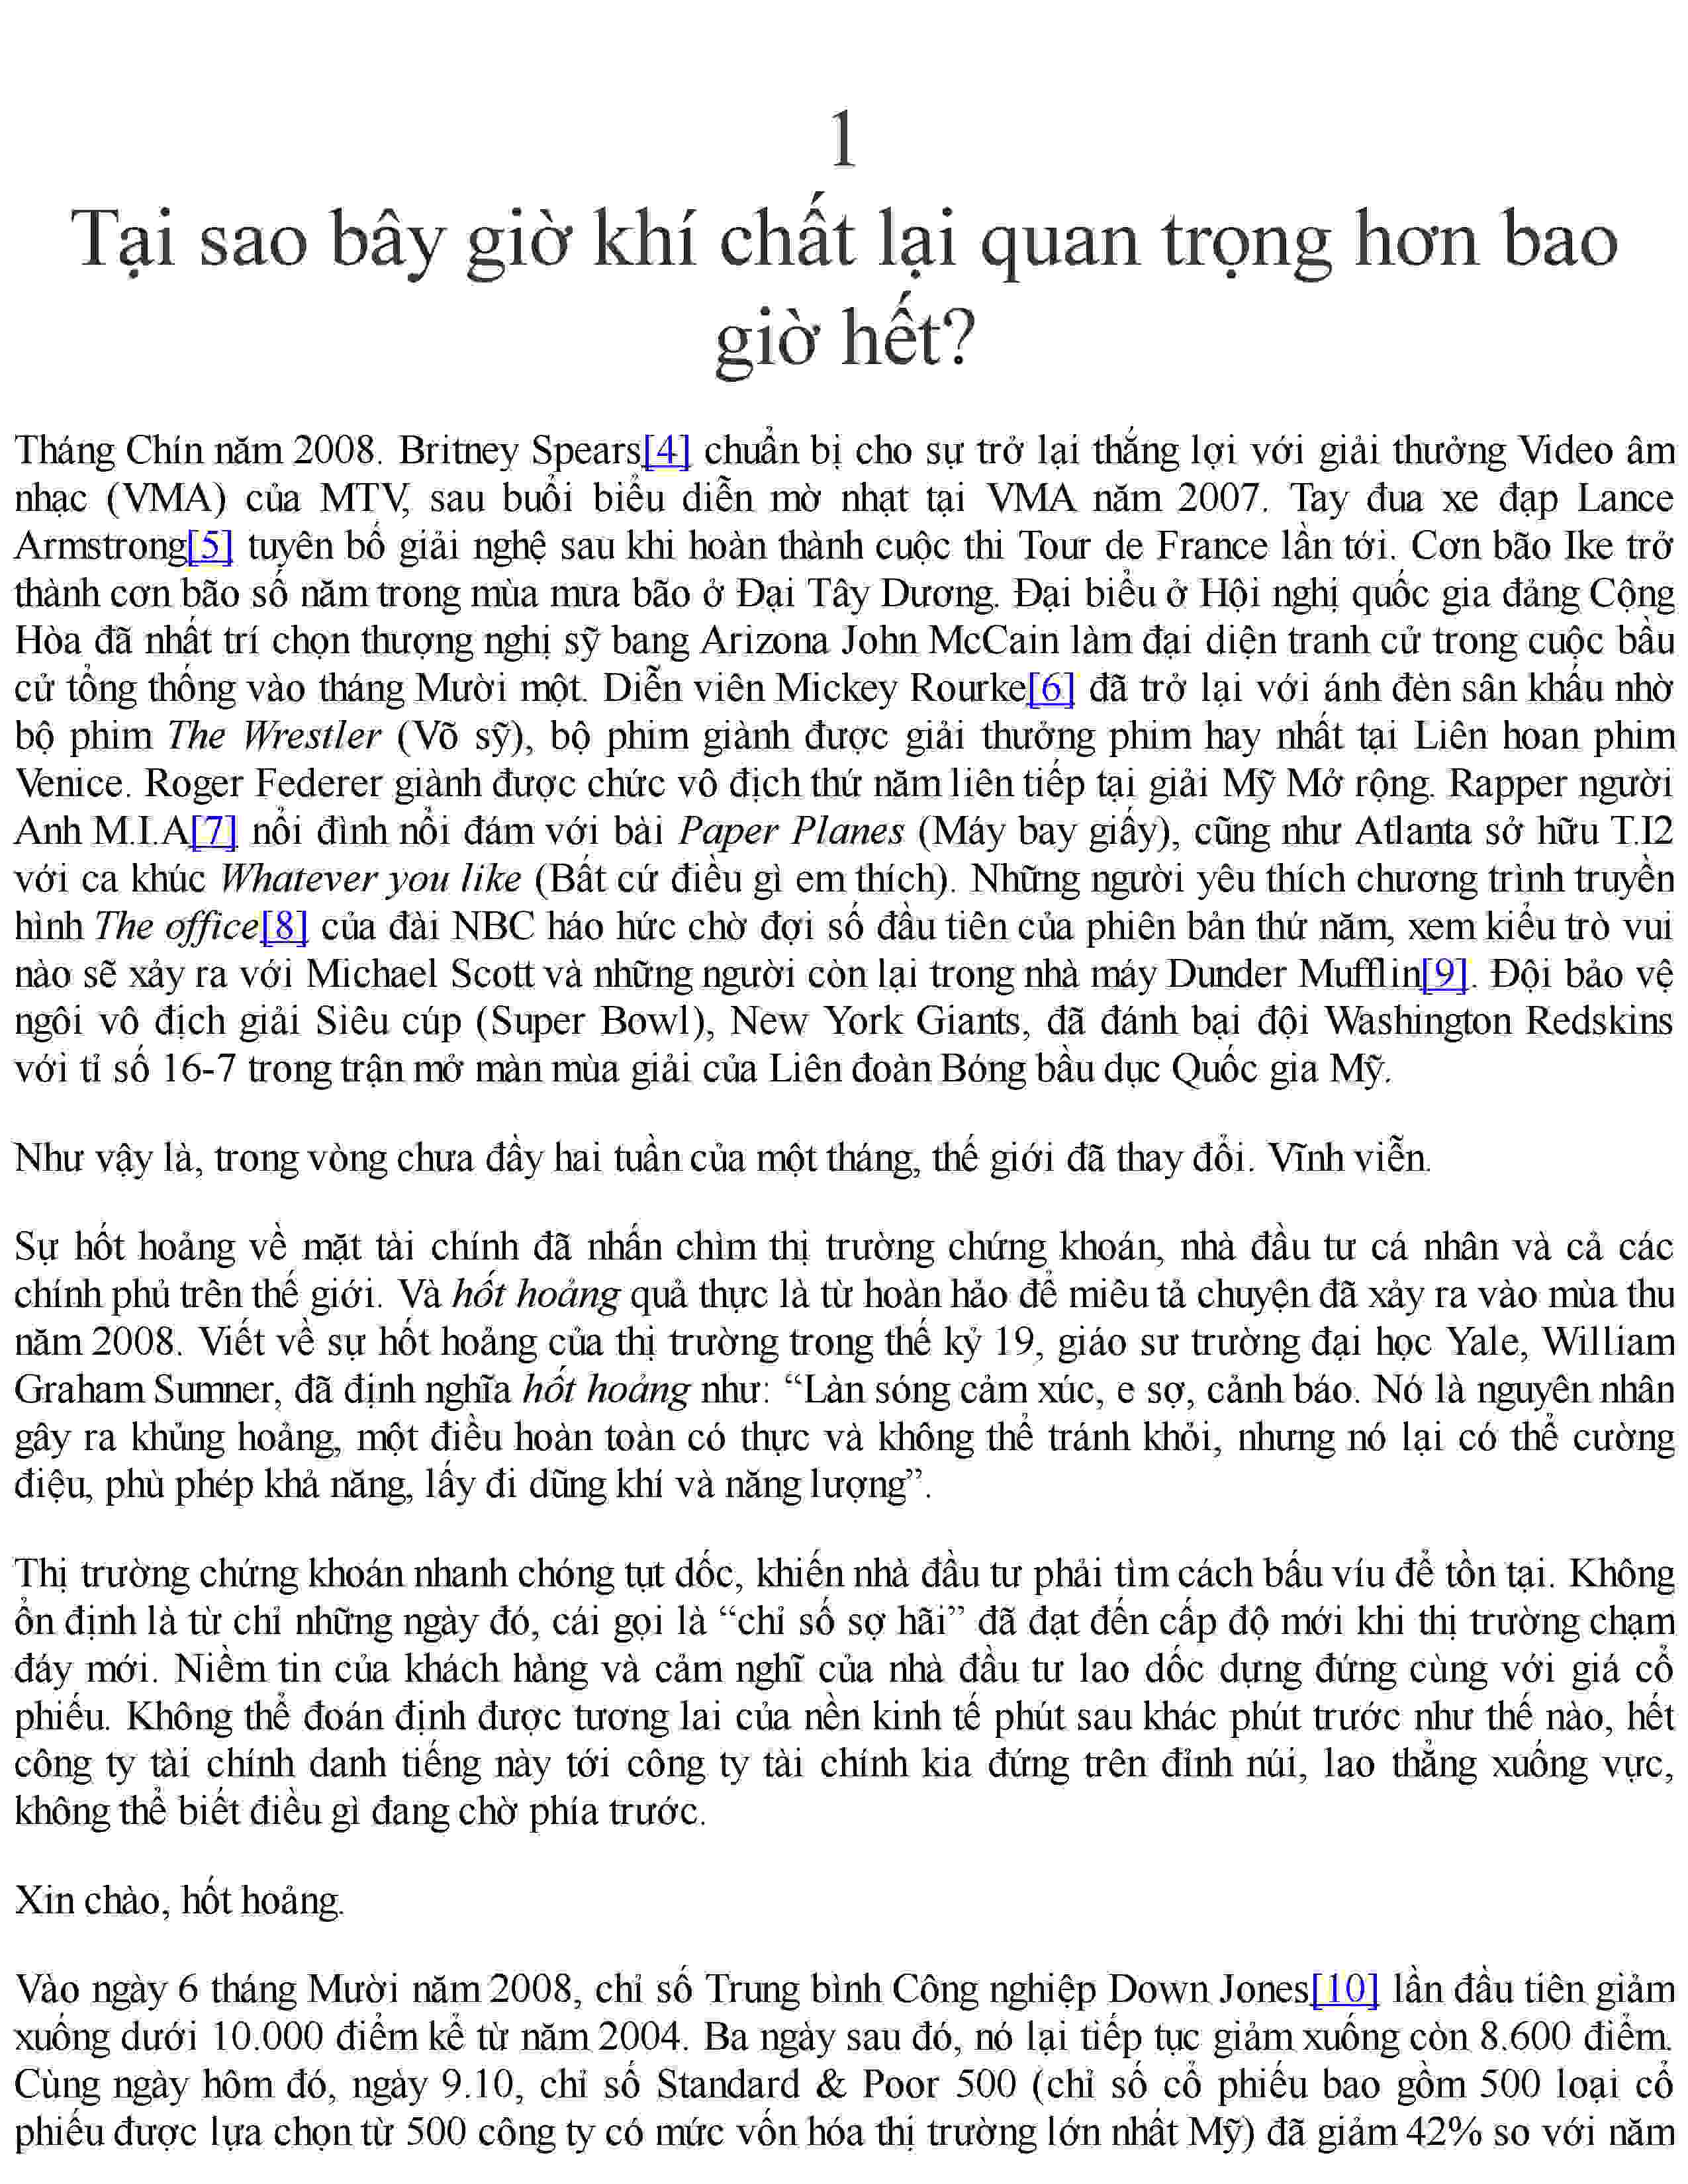 1
Tại sao bây giờ khí chất lại quan trọng hơn bao
giờ hết?
Tháng Chín năm 2008. Britney Spears[4] chuẩn bị cho sự trở lại thắng lợi với giải thưởng Video âm
nhạc (VMA) của MTV, sau buổi biểu diễn mờ nhạt tại VMA năm 2007. Tay đua xe đạp Lance
Armstrong[5] tuyên bố giải nghệ sau khi hoàn thành cuộc thi Tour de France lần tới. Cơn bão Ike trở
thành cơn bão số năm trong mùa mưa bão ở Đại Tây Dương. Đại biểu ở Hội nghị quốc gia đảng Cộng
Hòa đã nhất trí chọn thượng nghị sỹ bang Arizona John McCain làm đại diện tranh cử trong cuộc bầu
cử tổng thống vào tháng Mười một. Diễn viên Mickey Rourke[6] đã trở lại với ánh đèn sân khấu nhờ
bộ phim The Wrestler (Võ sỹ), bộ phim giành được giải thưởng phim hay nhất tại Liên hoan phim
Venice. Roger Federer giành được chức vô địch thứ năm liên tiếp tại giải Mỹ Mở rộng. Rapper người
Anh M.I.A[7] nổi đình nổi đám với bài Paper Planes (Máy bay giấy), cũng như Atlanta sở hữu T.I2
với ca khúc Whatever you like (Bất cứ điều gì em thích). Những người yêu thích chương trình truyền
hình The office[8] của đài NBC háo hức chờ đợi số đầu tiên của phiên bản thứ năm, xem kiểu trò vui
nào sẽ xảy ra với Michael Scott và những người còn lại trong nhà máy Dunder Mufflin[9]. Đội bảo vệ
ngôi vô địch giải Siêu cúp (Super Bowl), New York Giants, đã đánh bại đội Washington Redskins
với tỉ số 16-7 trong trận mở màn mùa giải của Liên đoàn Bóng bầu dục Quốc gia Mỹ.
Như vậy là, trong vòng chưa đầy hai tuần của một tháng, thế giới đã thay đổi. Vĩnh viễn.
Sự hốt hoảng về mặt tài chính đã nhấn chìm thị trường chứng khoán, nhà đầu tư cá nhân và cả các
chính phủ trên thế giới. Và hốt hoảng quả thực là từ hoàn hảo để miêu tả chuyện đã xảy ra vào mùa thu
năm 2008. Viết về sự hốt hoảng của thị trường trong thế kỷ 19, giáo sư trường đại học Yale, William
Graham Sumner, đã định nghĩa hốt hoảng như: “Làn sóng cảm xúc, e sợ, cảnh báo. Nó là nguyên nhân
gây ra khủng hoảng, một điều hoàn toàn có thực và không thể tránh khỏi, nhưng nó lại có thể cường
điệu, phù phép khả năng, lấy đi dũng khí và năng lượng”.
Thị trường chứng khoán nhanh chóng tụt dốc, khiến nhà đầu tư phải tìm cách bấu víu để tồn tại. Không
ổn định là từ chỉ những ngày đó, cái gọi là “chỉ số sợ hãi” đã đạt đến cấp độ mới khi thị trường chạm
đáy mới. Niềm tin của khách hàng và cảm nghĩ của nhà đầu tư lao dốc dựng đứng cùng với giá cổ
phiếu. Không thể đoán định được tương lai của nền kinh tế phút sau khác phút trước như thế nào, hết
công ty tài chính danh tiếng này tới công ty tài chính kia đứng trên đỉnh núi, lao thẳng xuống vực,
không thể biết điều gì đang chờ phía trước.
Xin chào, hốt hoảng.
Vào ngày 6 tháng Mười năm 2008, chỉ số Trung bình Công nghiệp Down Jones[10] lần đầu tiên giảm
xuống dưới 10.000 điểm kể từ năm 2004. Ba ngày sau đó, nó lại tiếp tục giảm xuống còn 8.600 điểm.
Cùng ngày hôm đó, ngày 9.10, chỉ số Standard & Poor 500 (chỉ số cổ phiếu bao gồm 500 loại cổ
phiếu được lựa chọn từ 500 công ty có mức vốn hóa thị trường lớn nhất Mỹ) đã giảm 42% so với năm